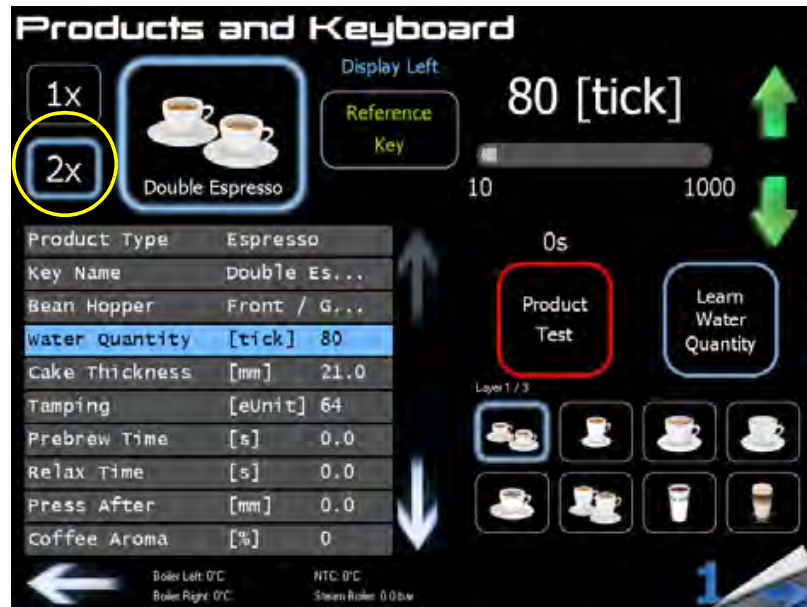 Products and Keyboard
1x
2x
Double Espresso
Display Left
Reference
Key
80 [tick]
10 1000
Product Type Espresso
Key Name Double Es...
Bean Hopper Front / G...
Water Quantity [tick] 80
Cake Thickness [mm] 21.0
Tamping [eUnit] 64
Prebrew Time [s] 0.0
Relax Time [s] 0.0
Press After [mm] 0.0
Coffee Aroma [%] 0
0s
Product
Test
Learn
Water
Quantity
Layer 1 / 3
Boiler Left: 0°C NTC: 0°C
Boiler Right: 0°C Steam Boiler: 0.0 bar
1